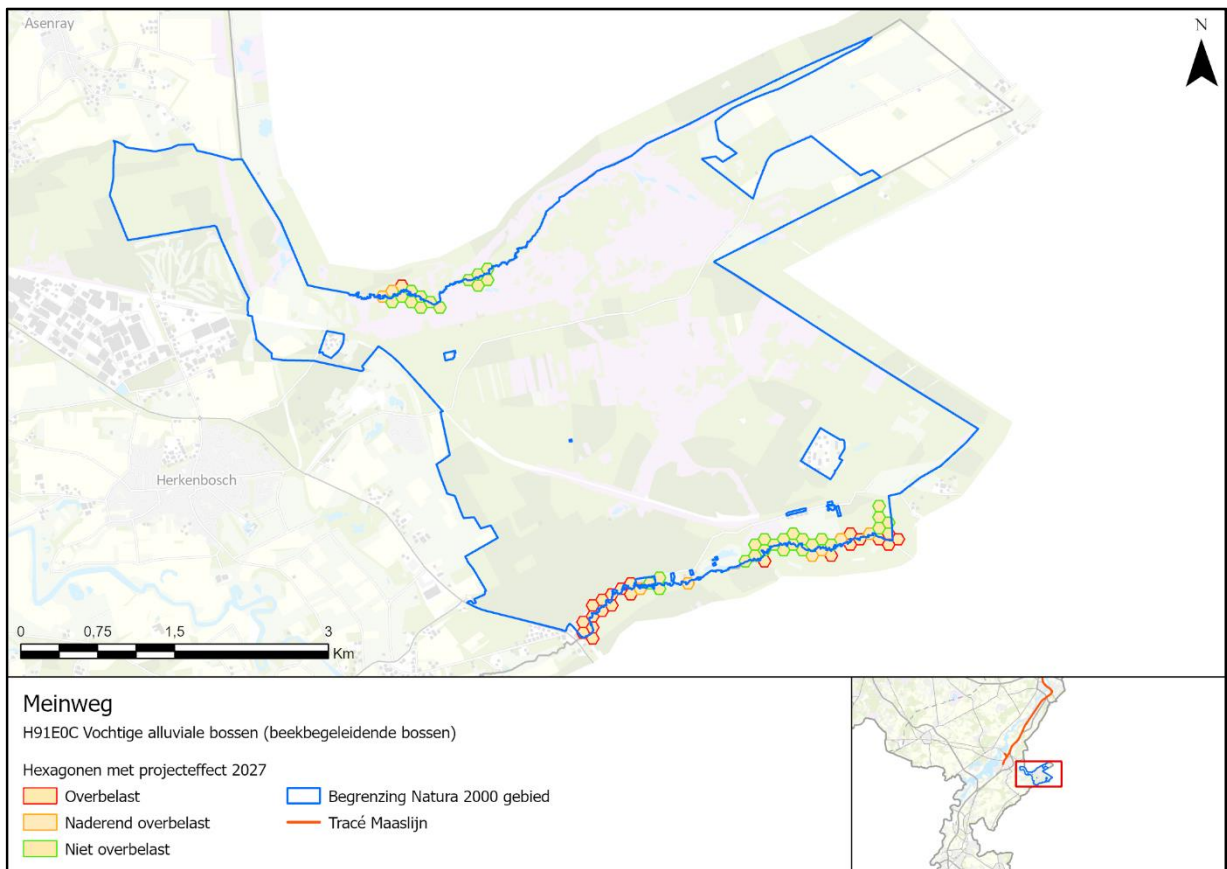 Asenray
N
Herkenbosch
0 0,75 1,5 3
Km
Meinweg
H91E0C Vochtige alluviale bossen (beekbegeleidende bossen)
Hexagonen met projecteffect 2027
Overbelast
Naderend overbelast
Niet overbelast
Begrenzing Natura 2000 gebied
Tracé Maaslijn